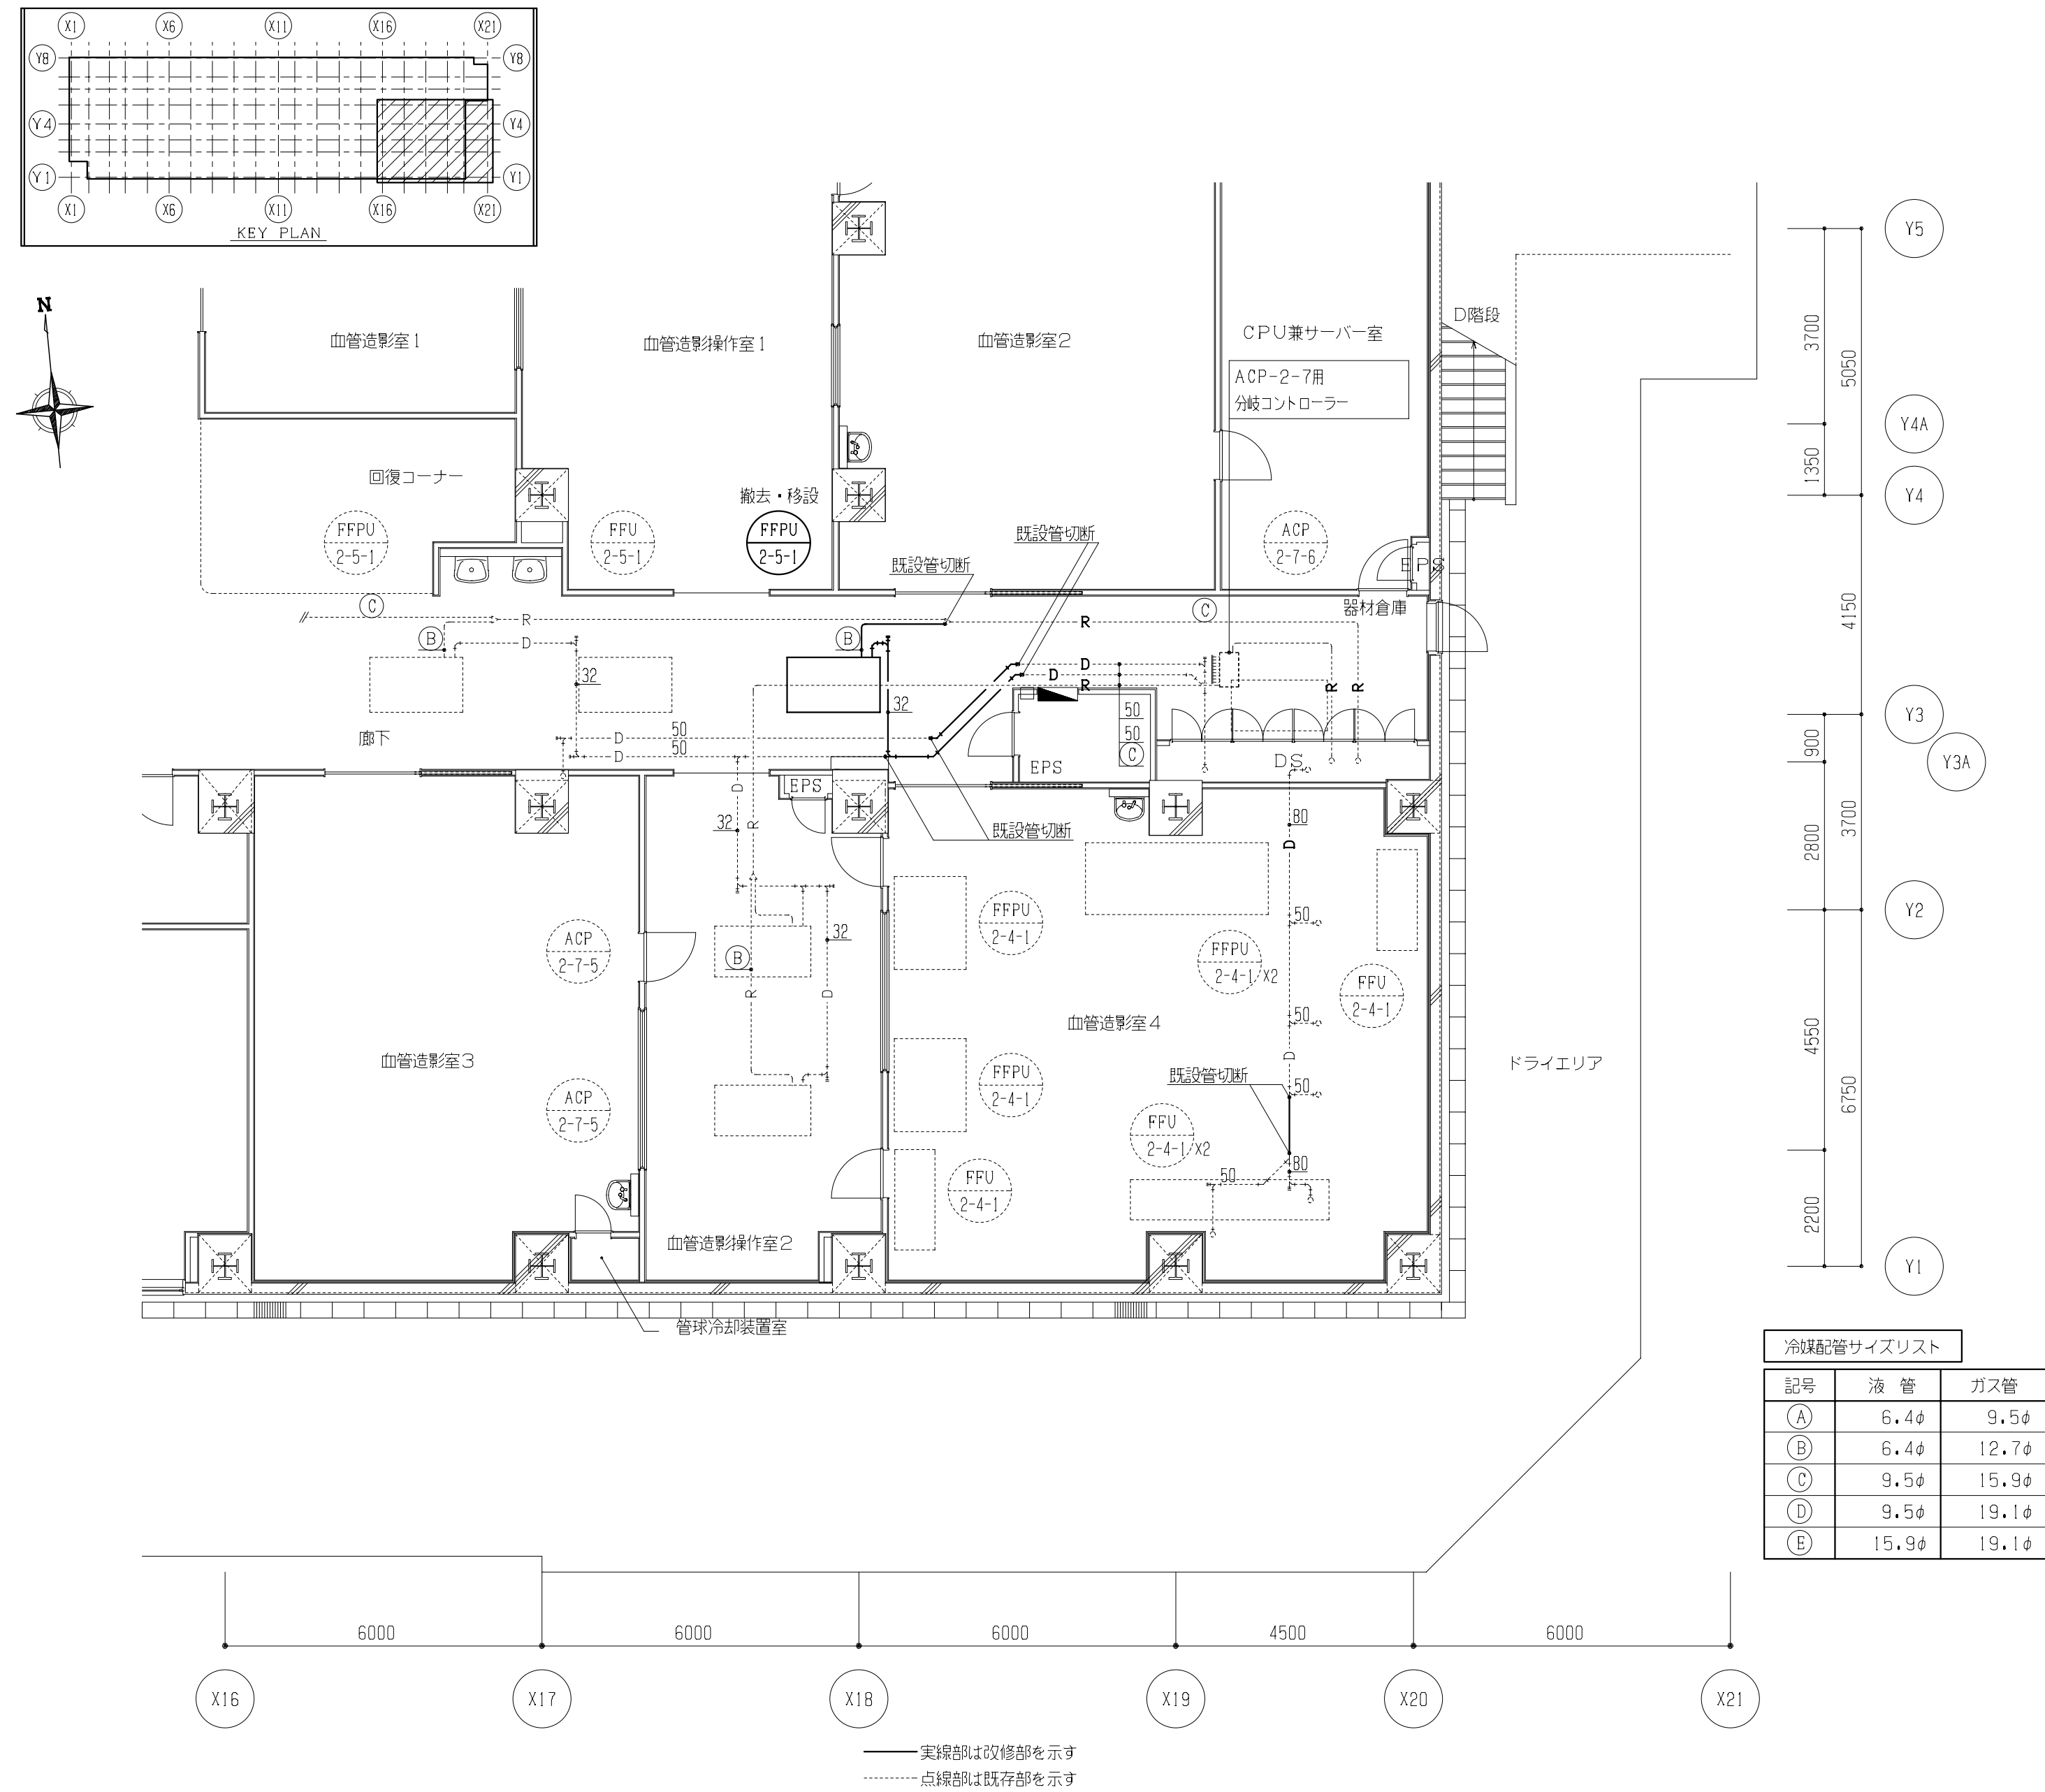 X1 X6 X11 X16 X21
Y8 Y8
Y4 Y4
Y1 Y1
X1 X6 X11 X16 X21
KEY PLAN
N
血管造影室1
血管造影操作室1
血管造影室2
CPU兼サーバー室
D階段
ACP-2-7用
分岐コントローラー
回復コーナー
撤去・移設
FFPU
2-5-1
FFU
2-5-1
FFPU
2-5-1
既設管切断
既設管切断
ACP
2-7-6
EPS
器材倉庫
C
R
C
R
B
D
B
32
D
D
R
R
R
32
50
50
C
50
D
50
D
廊下
EPS
DS
EPS
D
R
32
既設管切断
80
D
32
B
R
D
ACP
2-7-5
FFPU
2-4-1
50
FFPU
2-4-1/X2
FFU
2-4-1
50
血管造影室4
D
血管造影室3
ACP
2-7-5
FFPU
2-4-1
既設管切断
50
FFU
2-4-1/X2
80
50
FFU
2-4-1
血管造影操作室2
管球冷却装置室
ドライエリア
Y5
3700
5050
Y4A
1350
Y4
4150
Y3
900
Y3A
2800
3700
Y2
4550
6750
2200
Y1
冷媒配管サイズリスト
記号 液 管 ガス管
A 6.4φ 9.5φ
B 6.4φ 12.7φ
C 9.5φ 15.9φ
D 9.5φ 19.1φ
E 15.9φ 19.1φ
6000 6000 6000 4500 6000
X16 X17 X18 X19 X20 X21
実線部は改修部を示す
点線部は既存部を示す